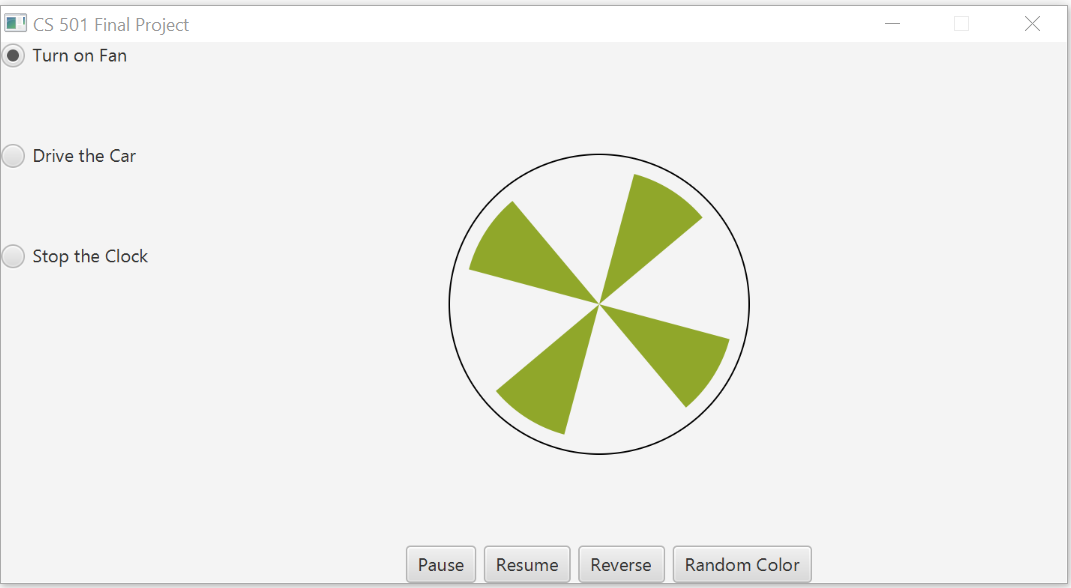 CS 501 Final Project
Turn on Fan
Drive the Car
Stop the Clock
Pause Resume Reverse Random Color